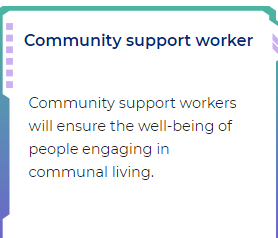 Community support worker
Community support workers
will ensure the well-being of
people engaging in
communal living.